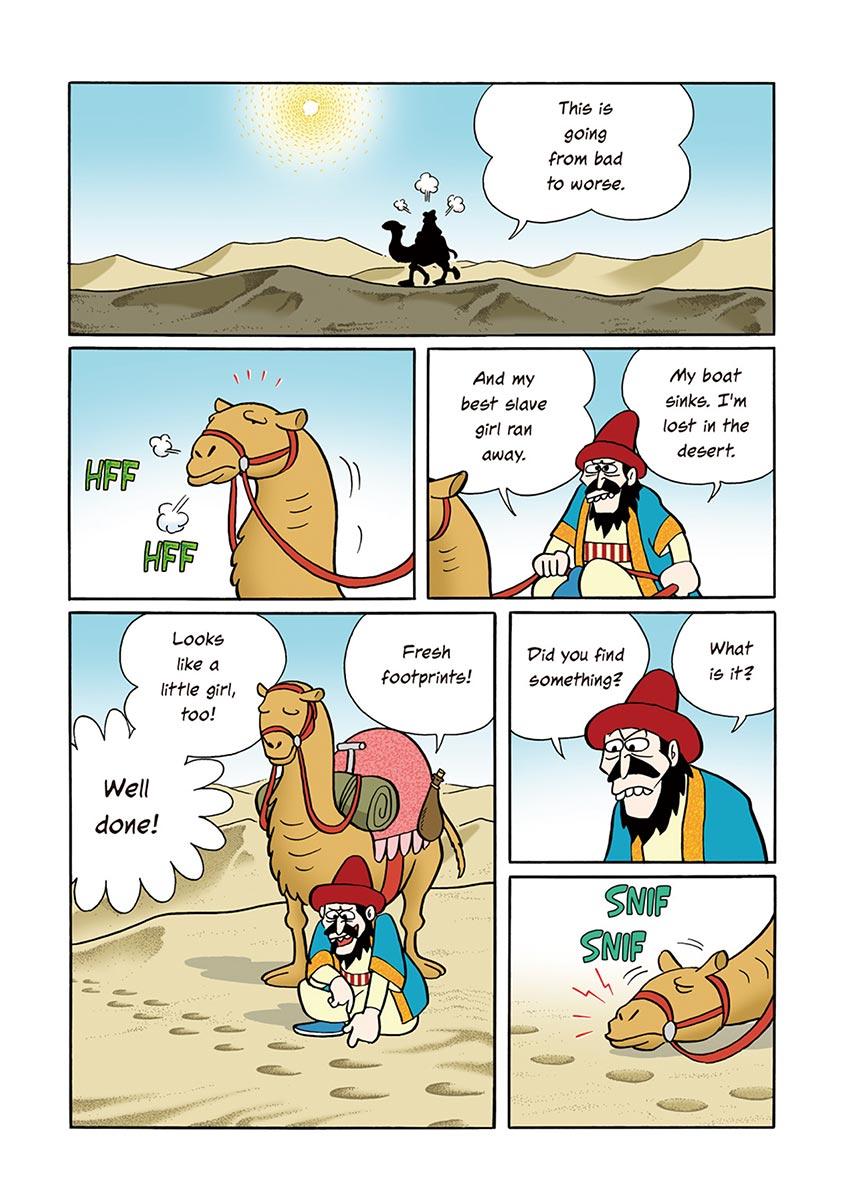 This is
going
from bad
to worse.
My boat
sinks. I'm
lost in the
desert.
And my
best slave
girl ran
away.
HFF
HFF
What
is it?
Did you find
something?
SNIF
SNIF
Fresh
footprints!
Looks
like a
little girl,
too!
Well
done!